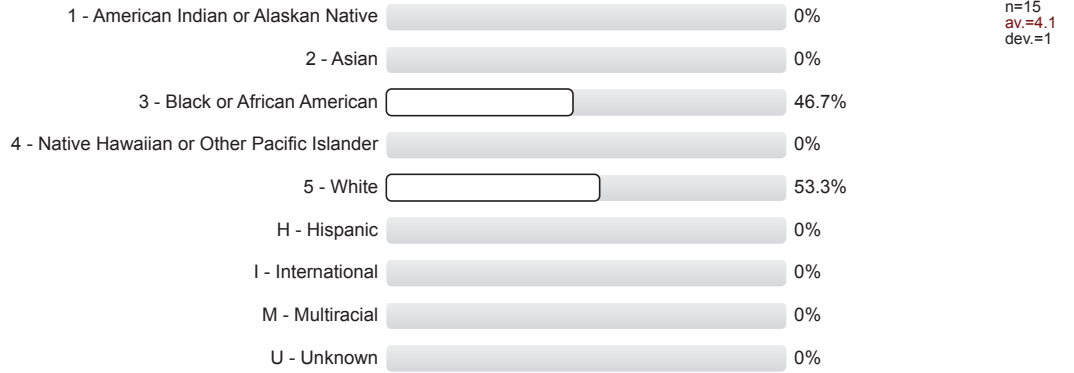 1 - American Indian or Alaskan Native 0%
2 - Asian 0%
3 - Black or African American 46.7%
4 - Native Hawaiian or Other Pacific Islander 0%
5 - White 53.3%
H - Hispanic 0%
I - International 0%
M - Multiracial 0%
U - Unknown 0%
n=15
av.=4.1
dev.=1